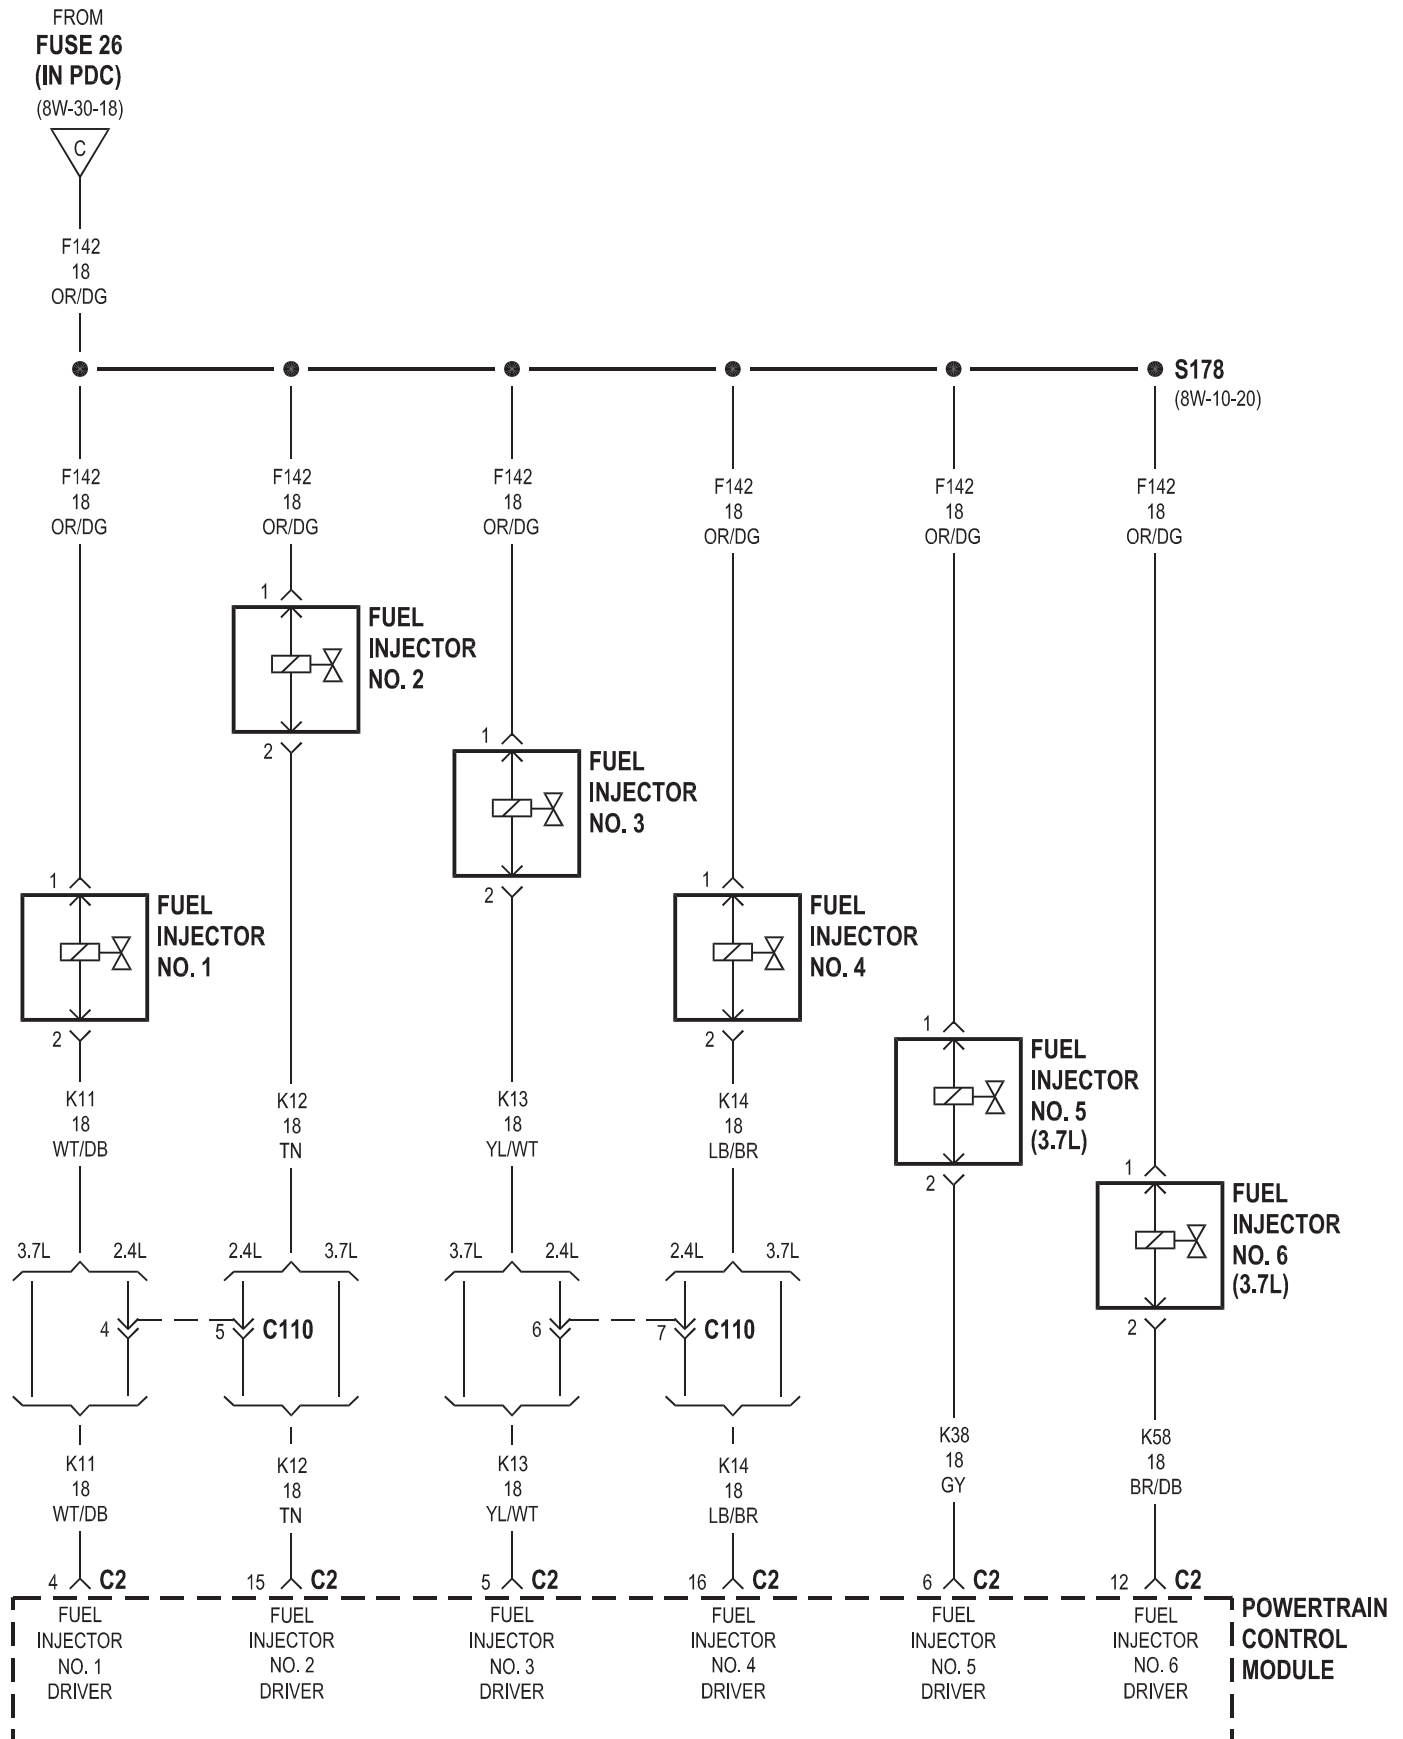 FROM
FUSE 26
(IN PDC)
(8W-30-18)
C
F142
18
OR/DG
S178
(8W-10-20)
F142
18
OR/DG
F142
18
OR/DG
F142
18
OR/DG
F142
18
OR/DG
F142
18
OR/DG
F142
18
OR/DG
1
FUEL
INJECTOR
NO. 2
2
1
FUEL
INJECTOR
NO. 3
2
1
FUEL
INJECTOR
NO. 1
2
1
FUEL
INJECTOR
NO. 4
2
1
FUEL
INJECTOR
NO. 5
(3.7L)
2
1
FUEL
INJECTOR
NO. 6
(3.7L)
2
K11
18
WT/DB
K12
18
TN
K13
18
YL/WT
K14
18
LB/BR
3.7L 2.4L
2.4L 3.7L
3.7L 2.4L
2.4L 3.7L
4
5 C110
6
7 C110
K11
18
WT/DB
K12
18
TN
K13
18
YL/WT
K14
18
LB/BR
K38
18
GY
K58
18
BR/DB
4 C2
15 C2
5 C2
16 C2
6 C2
12 C2
FUEL
INJECTOR
NO. 1
DRIVER
FUEL
INJECTOR
NO. 2
DRIVER
FUEL
INJECTOR
NO. 3
DRIVER
FUEL
INJECTOR
NO. 4
DRIVER
FUEL
INJECTOR
NO. 5
DRIVER
FUEL
INJECTOR
NO. 6
DRIVER
POWERTRAIN
CONTROL
MODULE